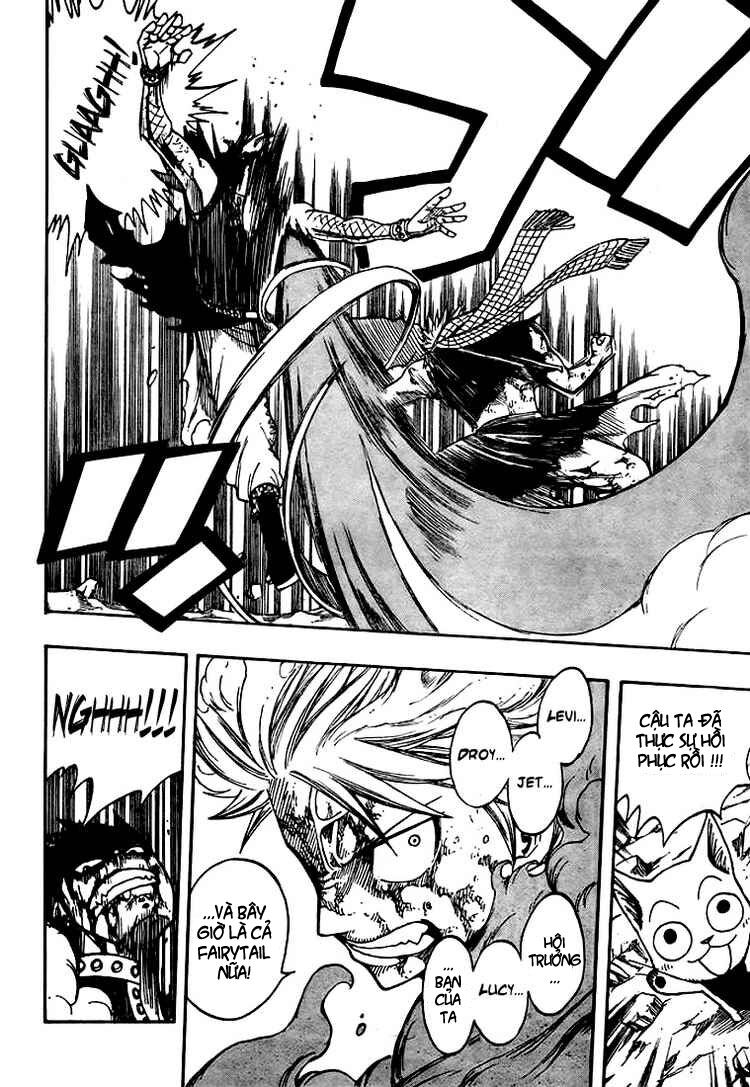 GUAAGH!
CẬU TA ĐÃ
THỰC SỰ HỒI
PHỤC RỒI !!!
LEVI...
JET...
DROY...
HỘI
TRƯỞNG
...
LUCY...
...
BẠN
CỦA
TA
...VÀ BÂY
GIỜ LÀ CẢ
FAIRYTAIL
NỮA!
NGHHH!!!